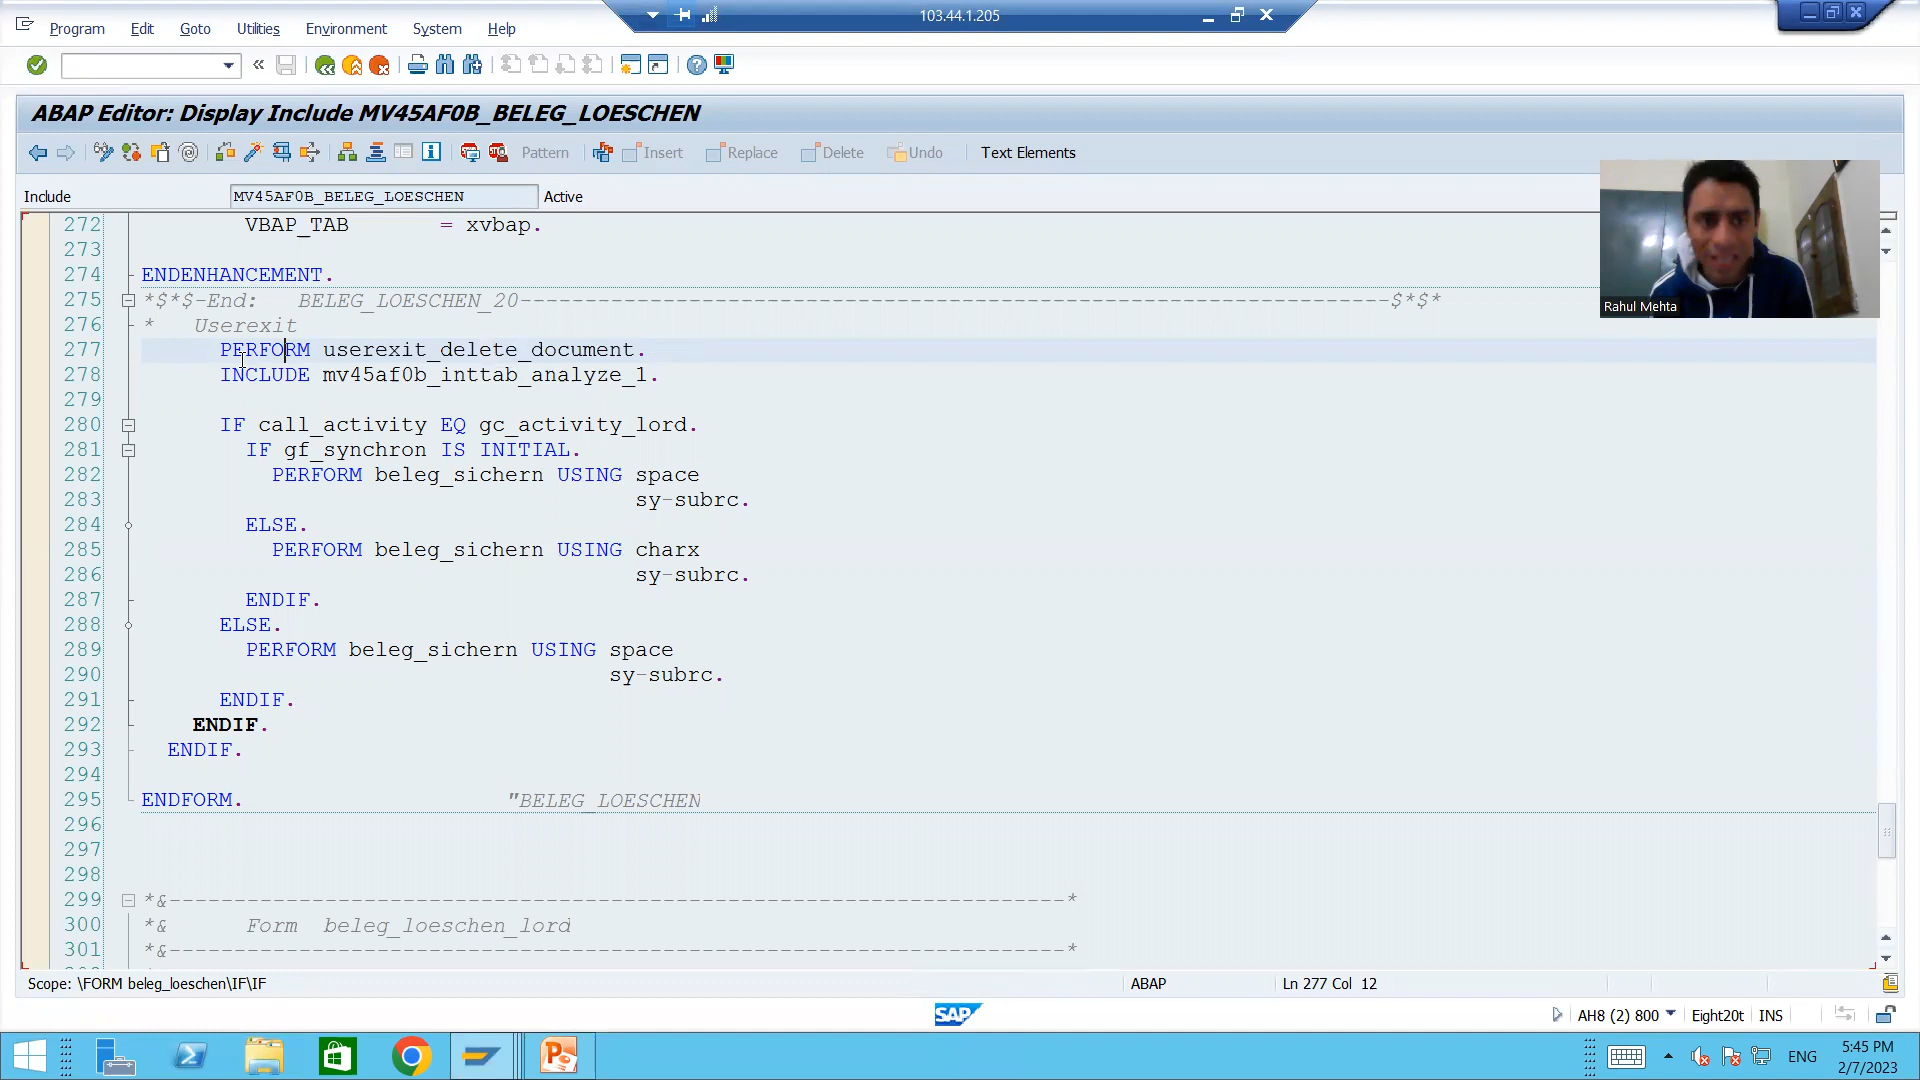 103.44.1.205
Program Edit Goto Utilities Environment System Help
ABAP Editor: Display Include MV45AF0B_BELEG_LOESCHEN
Pattern Insert Replace Delete Undo Text Elements
Include MV45AF0B_BELEG_LOESCHEN Active
Rahul Mehta
272 VBAP_TAB = xvbap.
273
274 ENDENHANCEMENT.
275 *$*$-End: BELEG_LOESCHEN_20-------------------------------------------------------------------$*$*
276 * Userexit
277 PERFORM userexit_delete_document.
278 INCLUDE mv45af0b_inttab_analyze_1.
279
280 IF call_activity EQ gc_activity_lord.
281 IF gf_synchron IS INITIAL.
282 PERFORM beleg_sichern USING space
283 sy-subrc.
284 ELSE.
285 PERFORM beleg_sichern USING charx
286 sy-subrc.
287 ENDIF.
288 ELSE.
289 PERFORM beleg_sichern USING space
290 sy-subrc.
291 ENDIF.
292 ENDIF.
293 ENDIF.
294
295 ENDFORM. "BELEG_LOESCHEN
296
297
298
299 *&---------------------------------------------------------------------*
300 *& Form beleg_loeschen_lord
301 *&---------------------------------------------------------------------*
Scope: \FORM beleg_loeschen\IF\IF ABAP Ln 277 Col 12
SAP
AH8 (2) 800 Eight20t INS
ENG
5:45 PM
2/7/2023